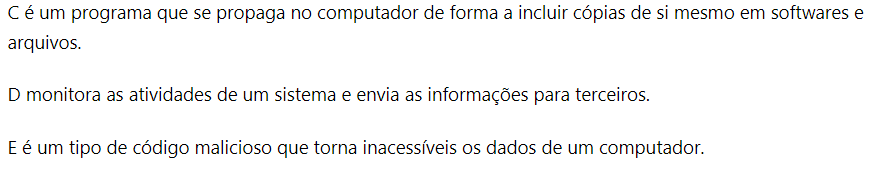 C é um programa que se propaga no computador de forma a incluir cópias de si mesmo em softwares e
arquivos.
D monitora as atividades de um sistema e envia as informações para terceiros.
E é um tipo de código malicioso que torna inacessíveis os dados de um computador.